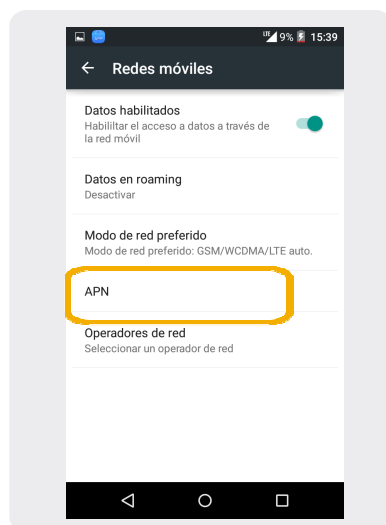 LTE 9% 15:39
Redes móviles
Datos habilitados
Habililtar el acceso a datos a través de
la red móvil
Datos en roaming
Desactivar
Modo de red preferido
Modo de red preferido: GSM/WCDMA/LTE auto.
APN
Operadores de red
Seleccionar un operador de red